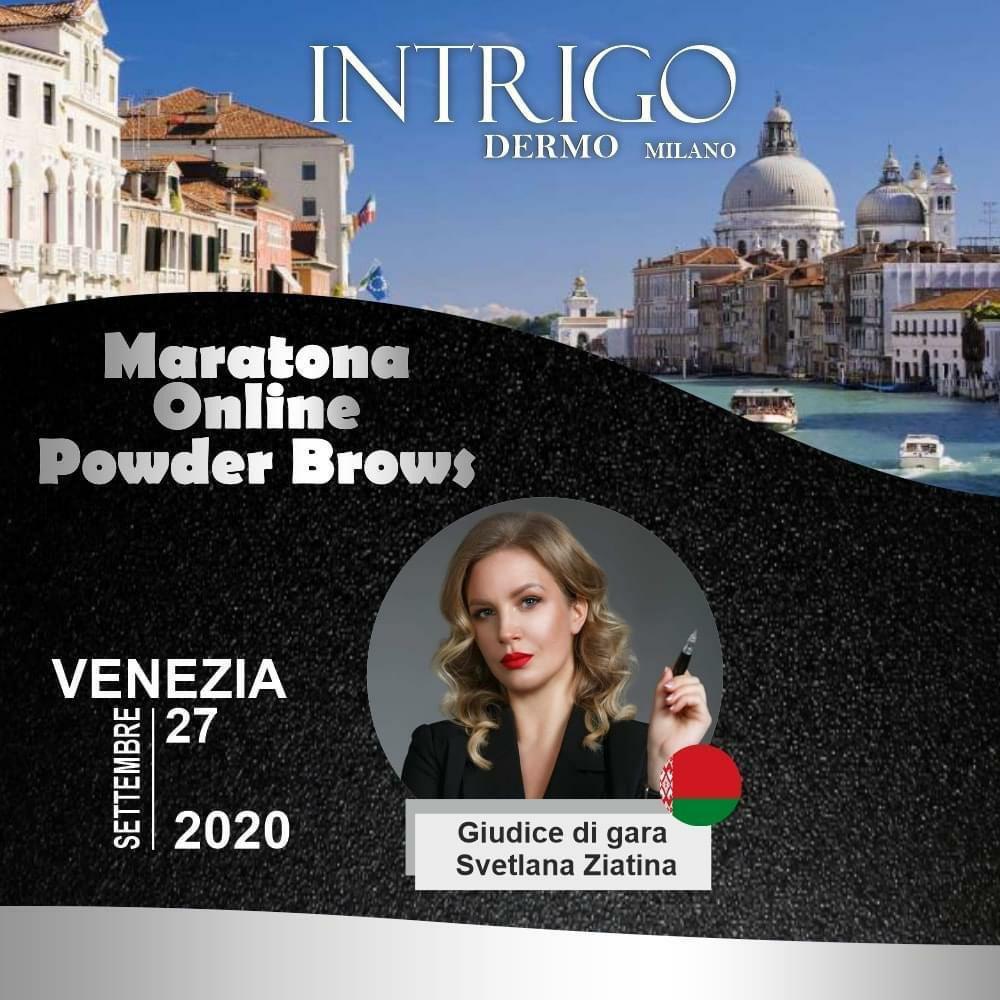 INTRIGO
DERMO MILANO
Maratona
Online
Powder Brows
VENEZIA
SETTEMBRE
27
2020
Giudice di gara
Svetlana Ziatina